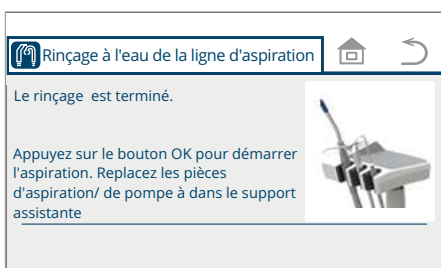 Rinçage à l'eau de la ligne d'aspiration
Le rinçage est terminé.
Appuyez sur le bouton OK pour démarrer
l'aspiration. Replacez les pièces
d'aspiration/ de pompe à dans le support
assistante